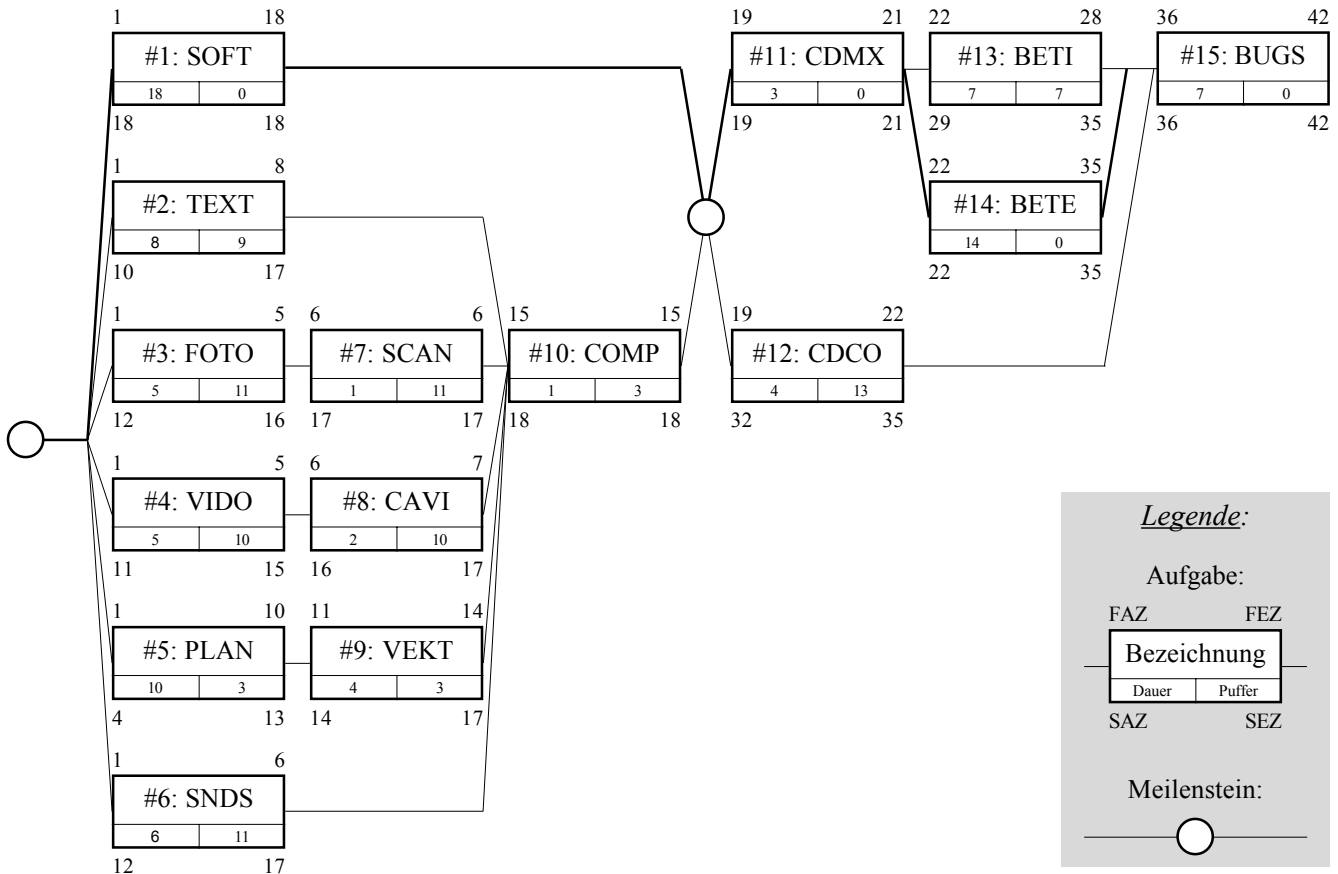 1 18 19 21 22 28 36 42
#1: SOFT #11: CDMX #13: BETI #15: BUGS
18 0 3 0 7 7 7 0
18 18 19 21 29 35 36 42
1 8 22 35
#2: TEXT #14: BETE
8 9 14 0
10 17 22 35
1 5 6 6 15 15 19 22
#3: FOTO #7: SCAN #10: COMP #12: CDCO
5 11 1 11 1 3 4 13
12 16 17 17 18 18 32 35
1 5 6 7
#4: VIDO #8: CAVI
5 10 2 10
11 15 16 17
1 10 11 14
#5: PLAN #9: VEKT
10 3 4 3
4 13 14 17
1 6
#6: SNDS
6 11
12 17
Legende:
Aufgabe:
FAZ FEZ
Bezeichnung
Dauer Puffer
SAZ SEZ
Meilenstein: